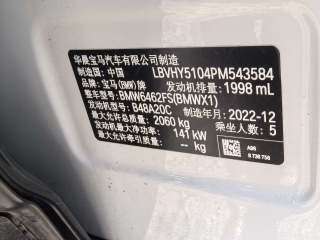 华晨宝马汽车有限公司制造
制造国: 中国 LBVHY5104PM543584
品牌: 宝马(BMW)牌 发动机排量: 1998 mL
整车型号: BMW6462FS(BMWX1)
发动机型号: B48A20C 制造年月: 2022-12
最大允许总质量: 2060 kg 乘坐人数: 5
发动机最大净功率: 141 kW
最大允许牵引质量: -- kg
A96
8 738 756